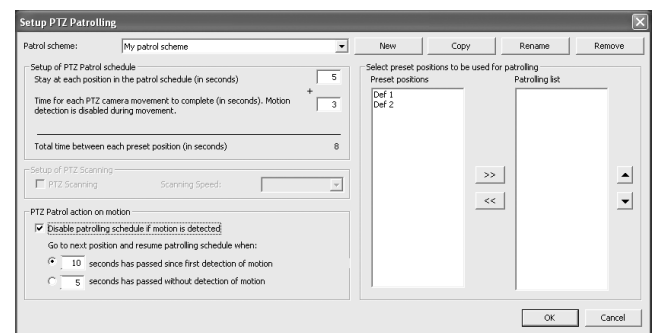 Setup PTZ Patrolling
Patrol scheme: My patrol scheme New Copy Rename Remove
Setup of PTZ Patrol schedule
Stay at each position in the patrol schedule (in seconds) 5
+
Time for each PTZ camera movement to complete (in seconds). Motion
detection is disabled during movement. 3
Total time between each preset position (in seconds) 8
Setup of PTZ Scanning
PTZ Scanning Scanning Speed:
PTZ Patrol action on motion
Disable patrolling schedule if motion is detected
Go to next position and resume patrolling schedule when:
10 seconds has passed since first detection of motion
5 seconds has passed without detection of motion
Select preset positions to be used for patrolling
Preset positions Patrolling list
Def 1
Def 2
>>
<<
OK Cancel